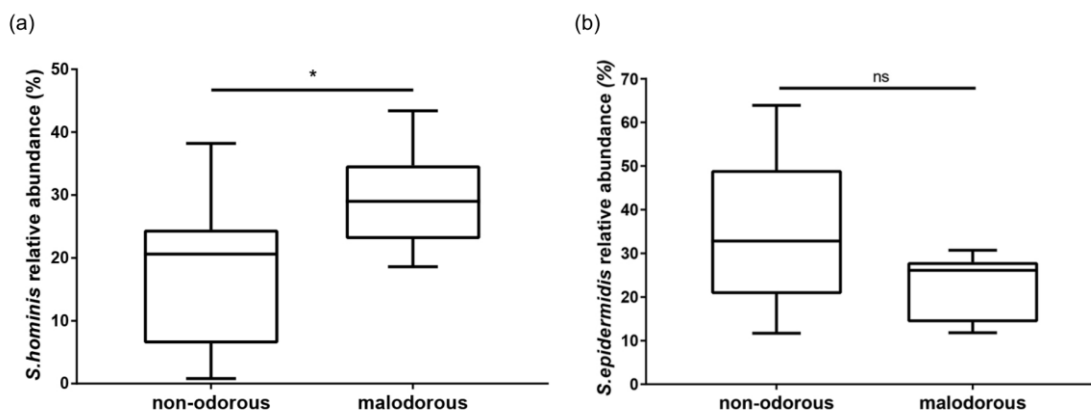 (a)
S.hominis relative abundance (%)
50
40
30
20
10
0
*
non-odorous
malodorous
(b)
S.epidermidis relative abundance (%)
70
60
50
40
30
20
10
0
ns
non-odorous
malodorous